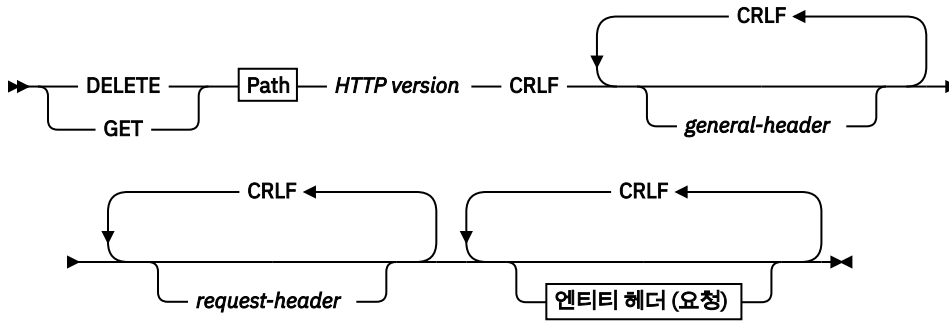 CRLF
DELETE Path HTTP version CRLF
GET general-header
CRLF CRLF
request-header 엔티티 헤더 (요청)